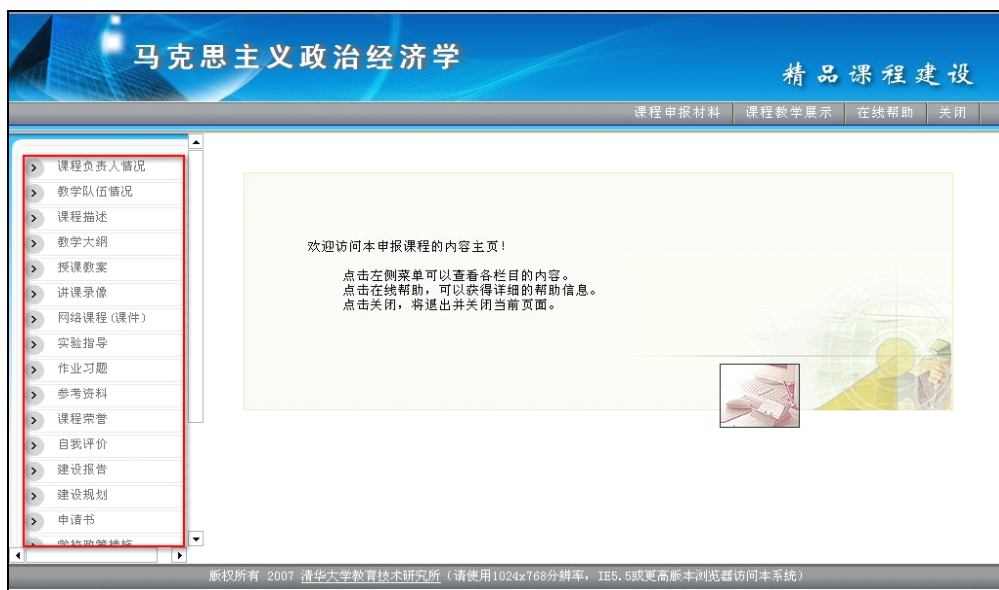 马克思主义政治经济学
精品课程建设
课程申报材料 课程教学展示 在线帮助 关闭
课程负责人情况
教学队伍情况
课程描述
教学大纲
授课教案
讲课录像
网络课程(课件)
实验指导
作业习题
参考资料
课程荣誉
自我评价
建设报告
建设规划
申请书
学校政策措施
欢迎访问本申报课程的内容主页!
点击左侧菜单可以查看各栏目的内容。
点击在线帮助,可以获得详细的帮助信息。
点击关闭,将退出并关闭当前页面。
版权所有 2007 清华大学教育技术研究所(请使用1024x768分辨率,IE5.5或更高版本浏览器访问本系统)